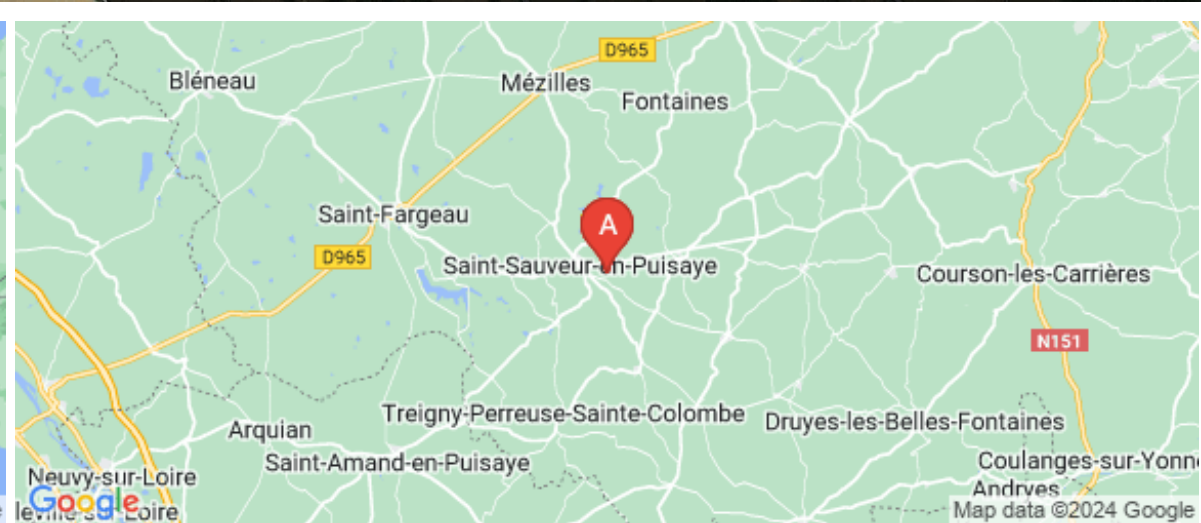 D965
Bléneau
Mézilles
Fontaines
A
Saint-Fargeau
D965
Saint-Sauveur-en-Puisaye
Courson-les-Carrières
N151
Treigny-Perreuse-Sainte-Colombe
Druyes-les-Belles-Fontaines
Arquian
Saint-Amand-en-Puisaye
Coulanges-sur-Yonn
Neuvy-sur-Loire
Andryes
Google
Map data ©2024 Google